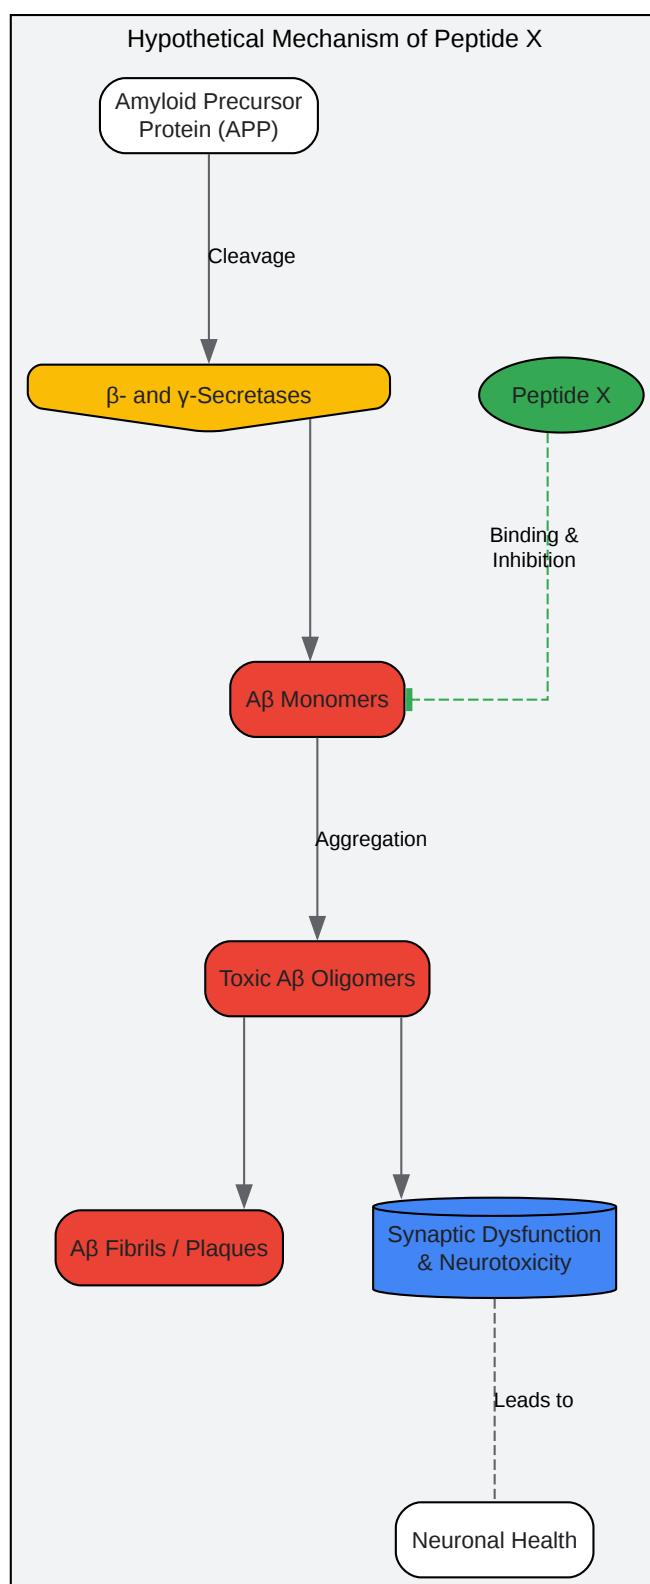 Hypothetical Mechanism of Peptide X
Amyloid Precursor
Protein (APP)
Cleavage
β- and γ-Secretases
Peptide X
Binding &
Inhibition
Aβ Monomers
Aggregation
Toxic Aβ Oligomers
Aβ Fibrils / Plaques
Synaptic Dysfunction
& Neurotoxicity
Leads to
Neuronal Health